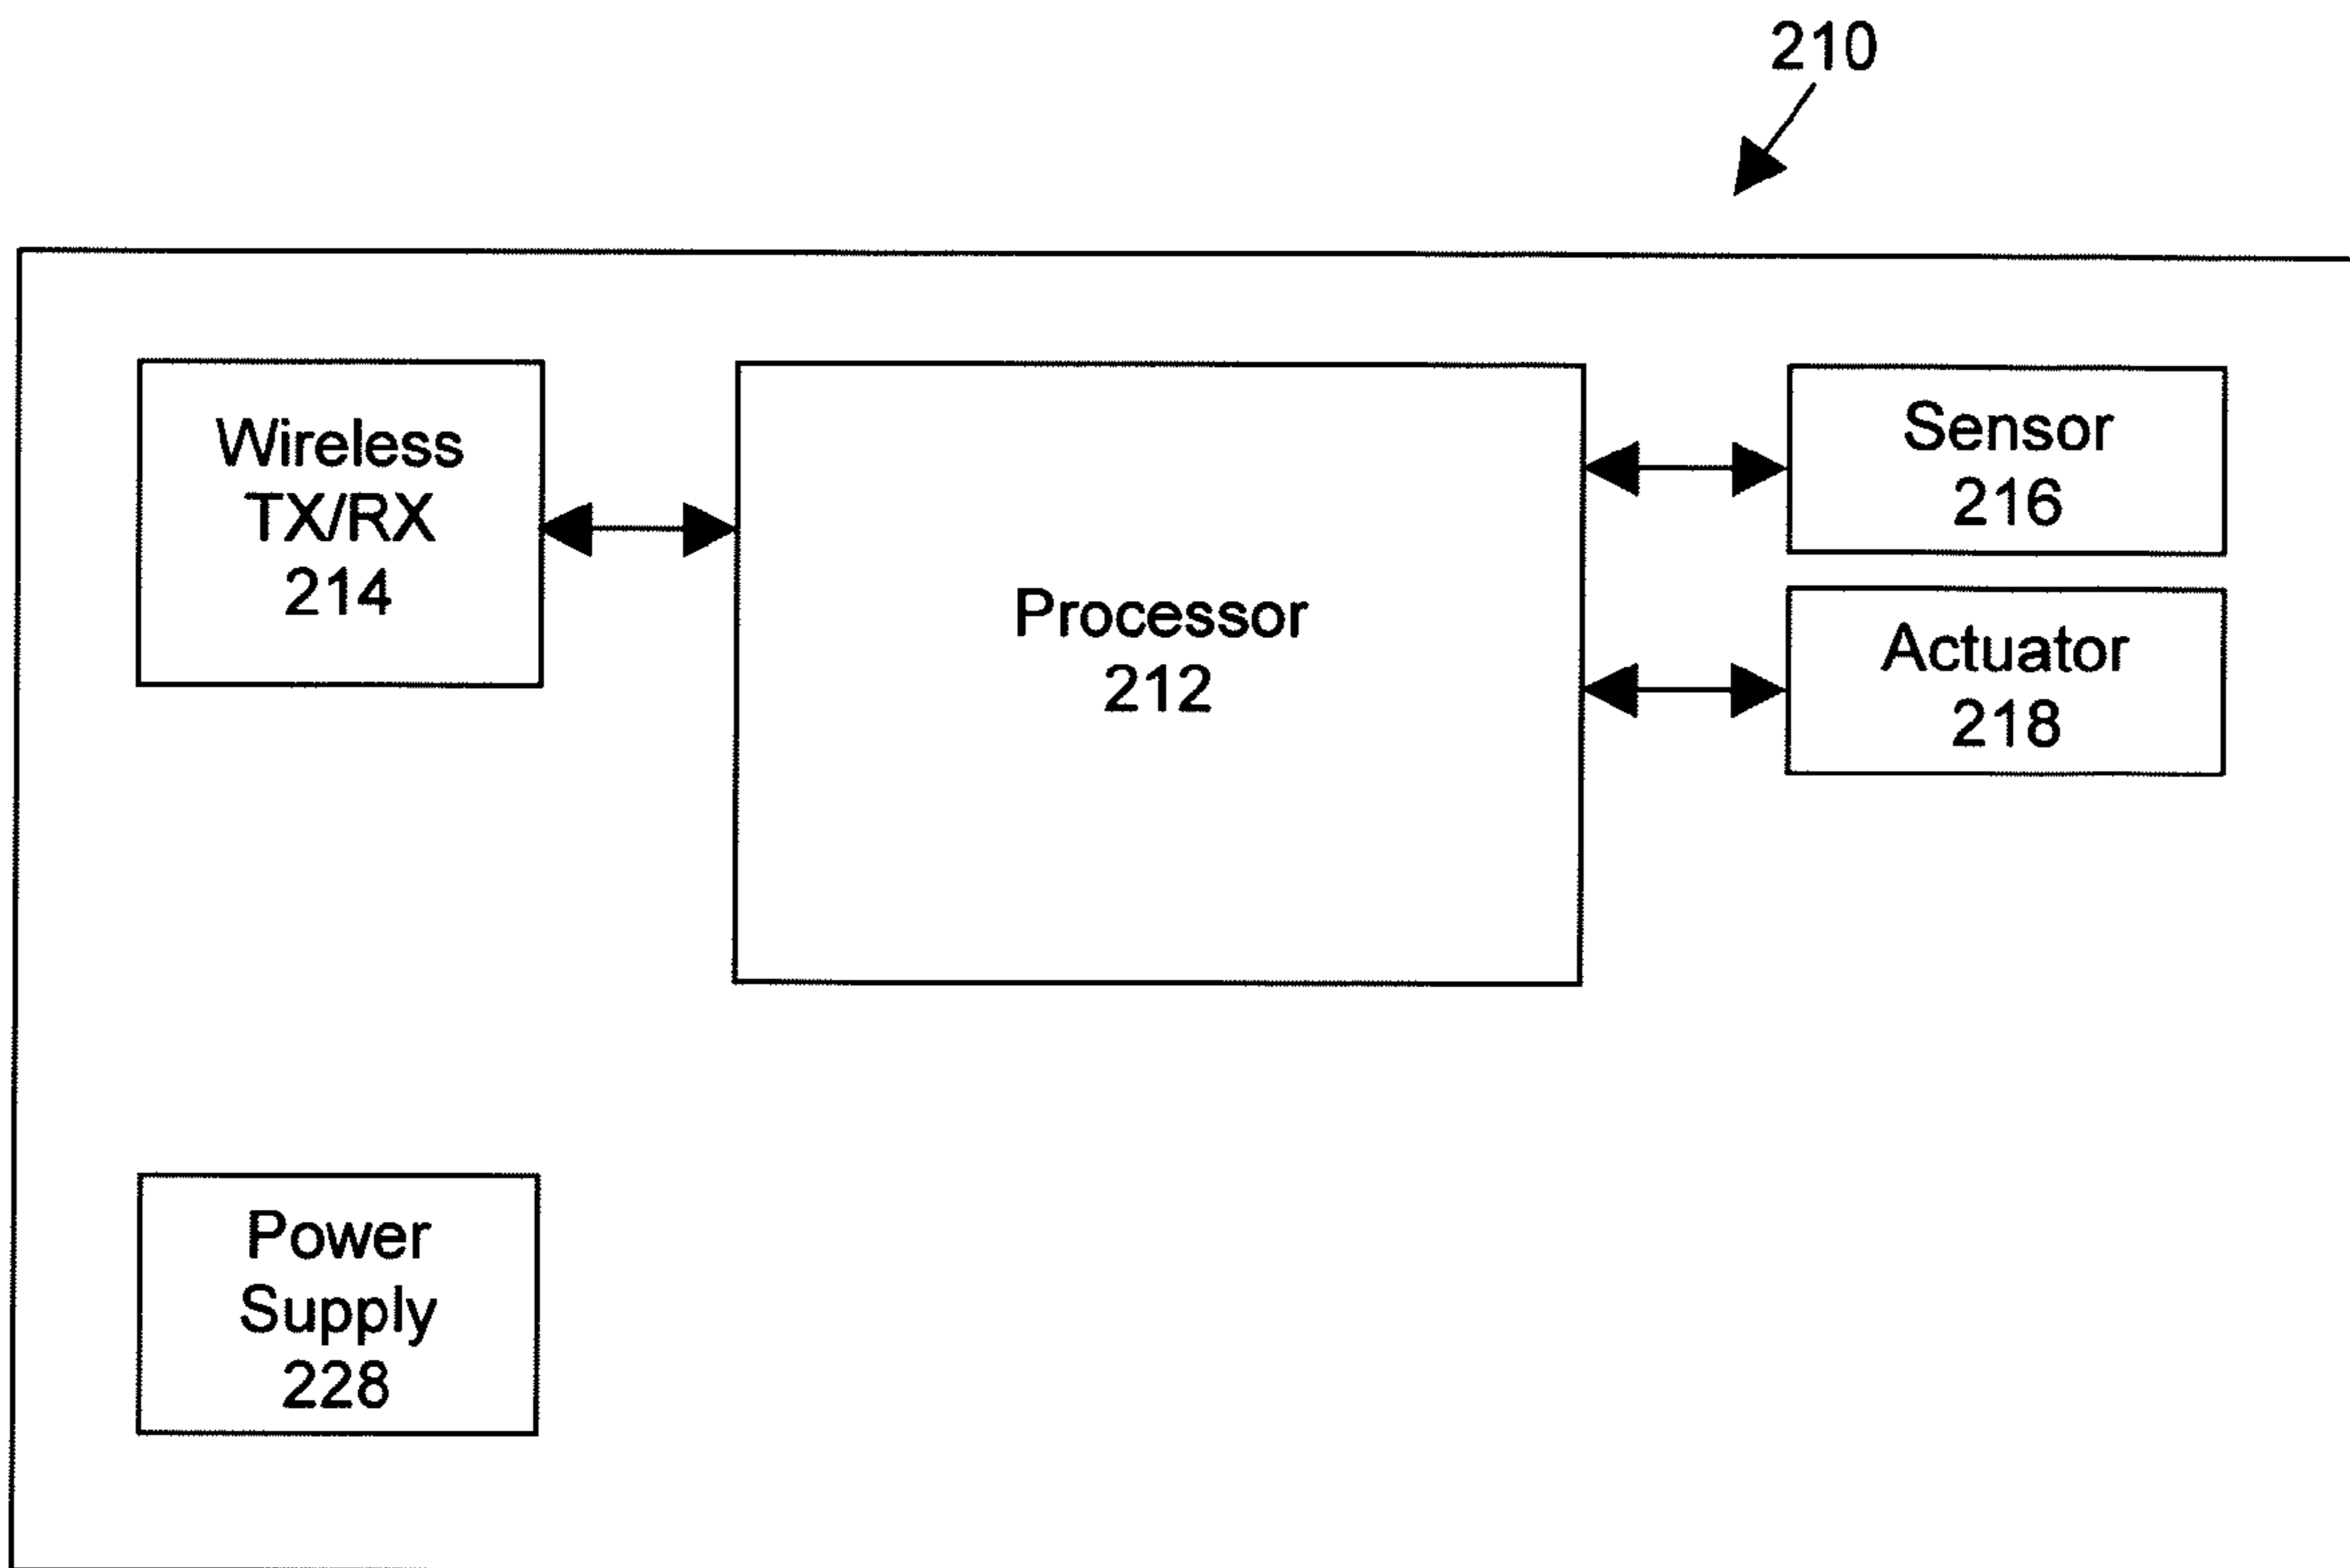 210
Wireless
TX/RX
214
Processor
212
Sensor
216
Actuator
218
Power
Supply
228